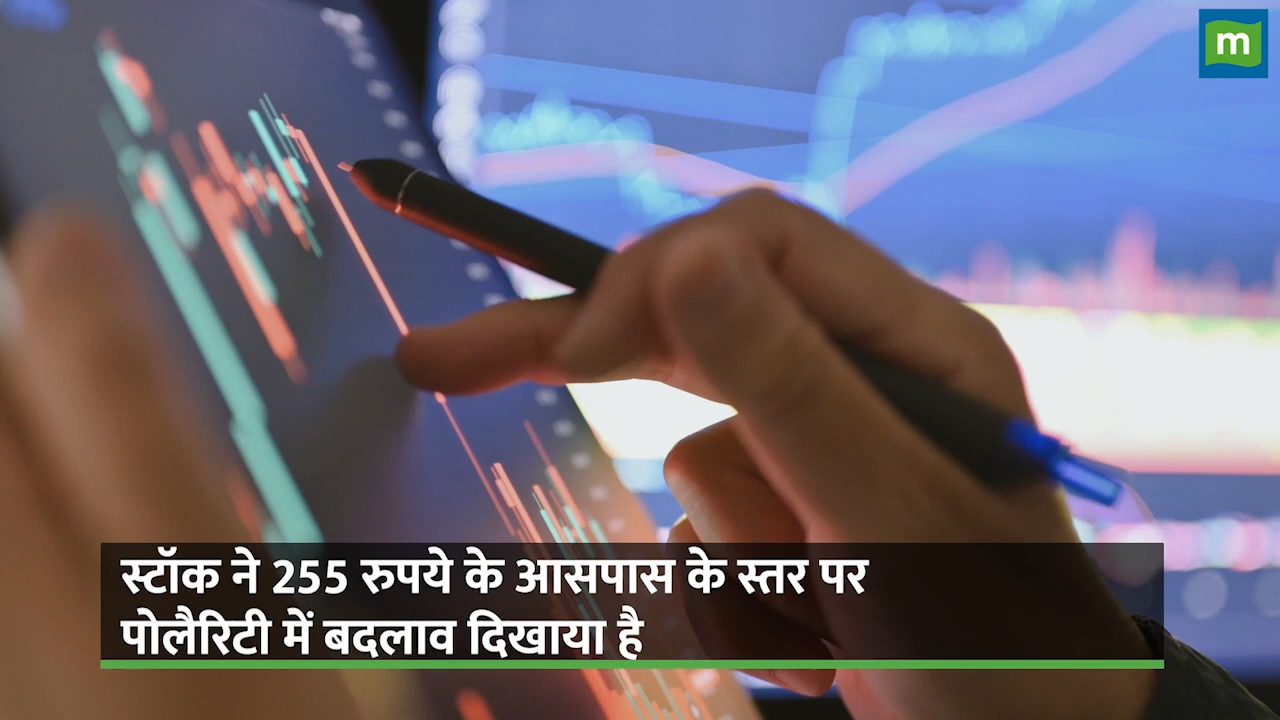 m
स्टॉक ने 255 रुपये के आसपास के स्तर पर
पोलैरिटी में बदलाव दिखाया है